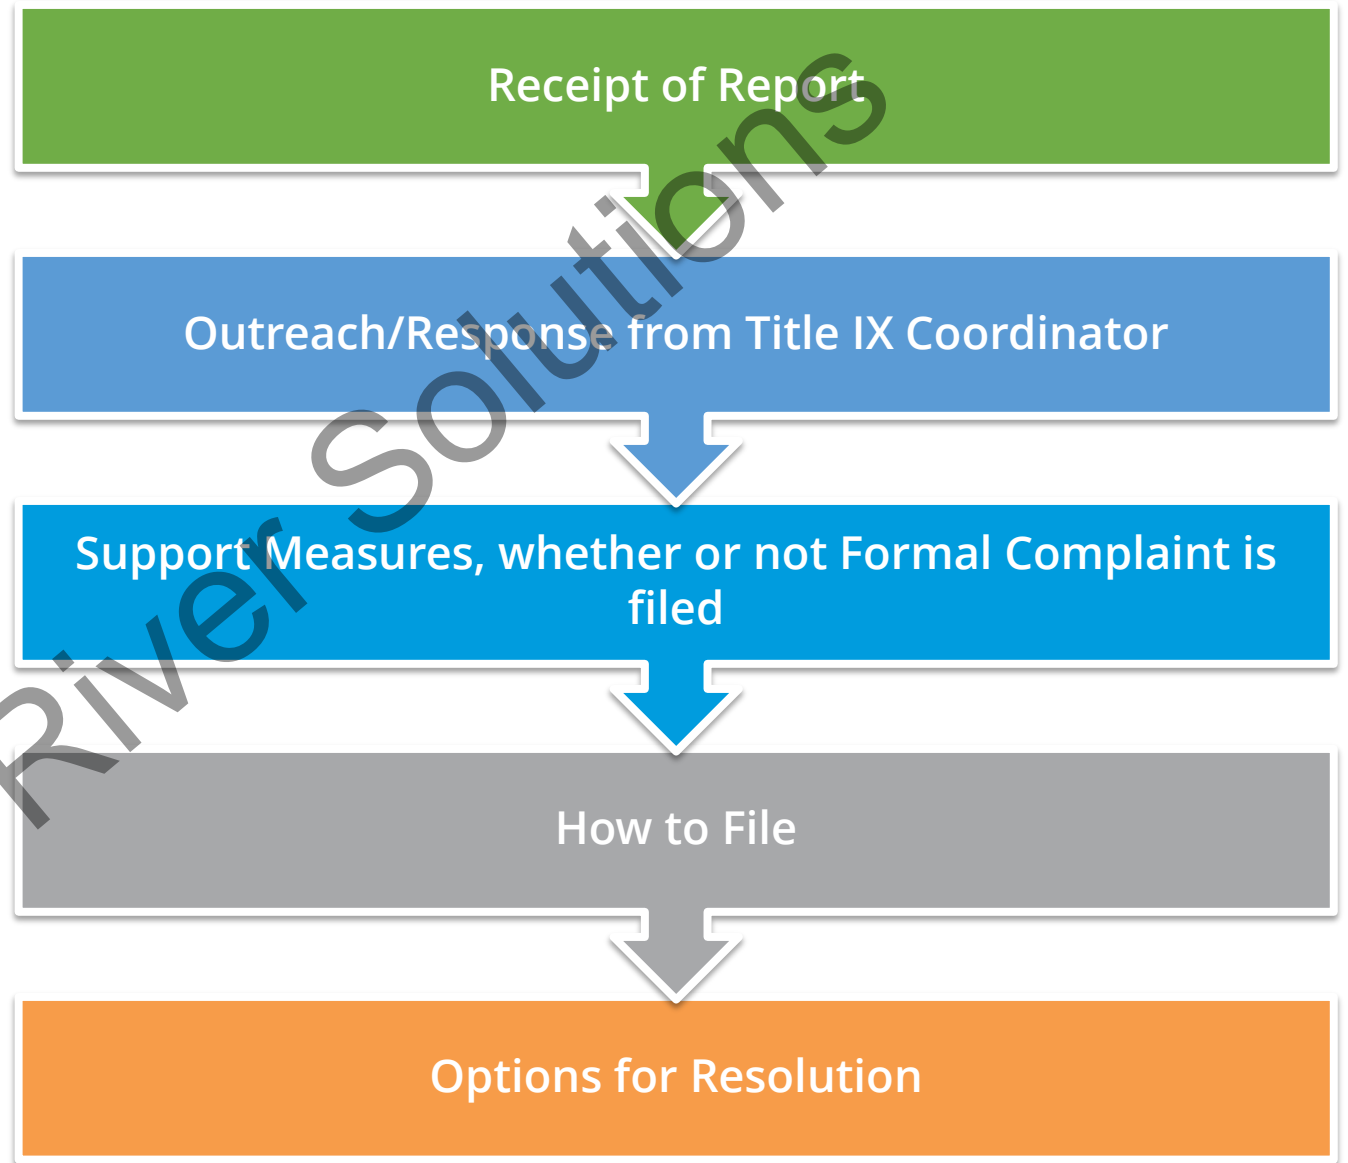 Receipt of Report
Outreach/Response from Title IX Coordinator
Support Measures, whether or not Formal Complaint is
filed
How to File
Options for Resolution
River Solutions